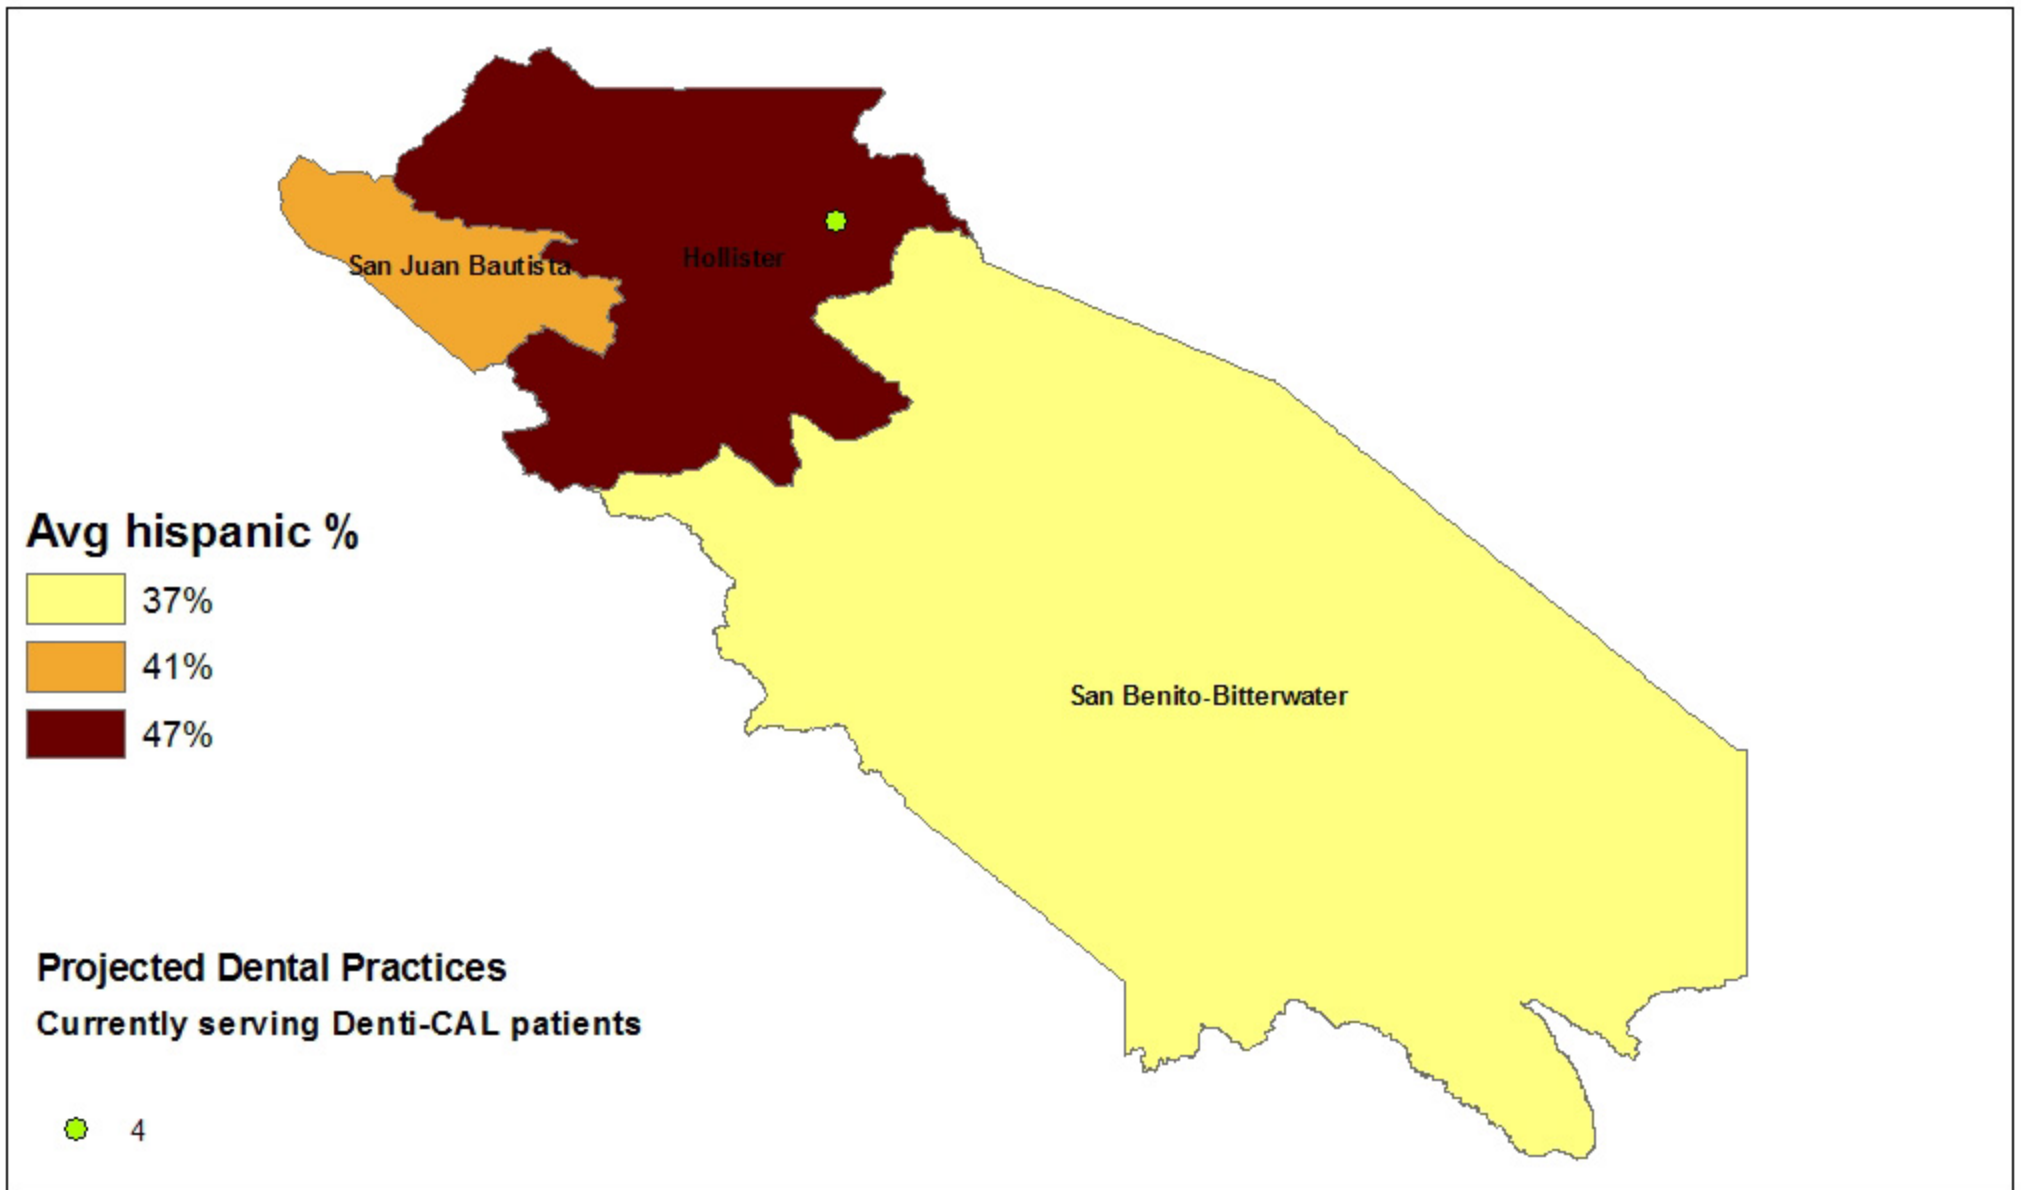 San Juan Bautista
Hollister
San Benito-Bitterwater
Avg hispanic %
37%
41%
47%
Projected Dental Practices
Currently serving Denti-CAL patients
4